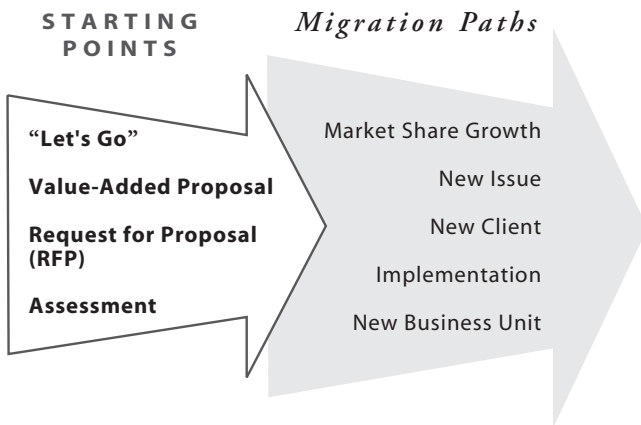 STARTING
POINTS
“Let's Go”
Value-Added Proposal
Request for Proposal
(RFP)
Assessment
Migration Paths
Market Share Growth
New Issue
New Client
Implementation
New Business Unit